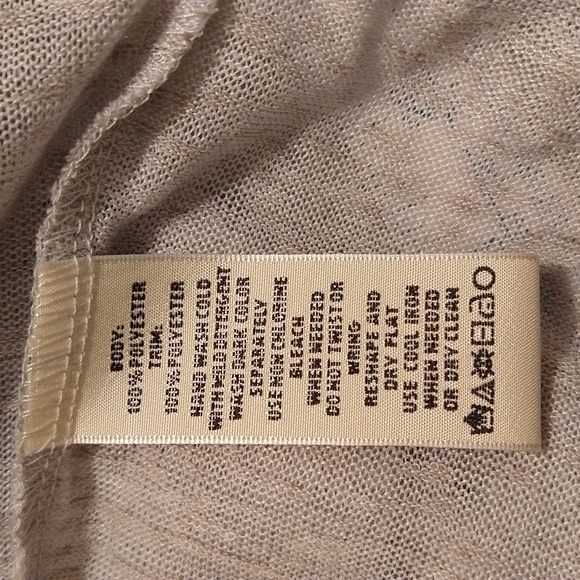 BODY:
100% POLYESTER
TRIM:
100% POLYESTER
HAND WASH COLD
WITH MILD DETERGENT
WASH DARK COLOR
SEPARATELY
USE NON CHLORINE
BLEACH
WHEN NEEDED
DO NOT TWIST OR
WRING
RESHAPE AND
DRY FLAT
USE COOL IRON
WHEN NEEDED
OR DRY CLEAN